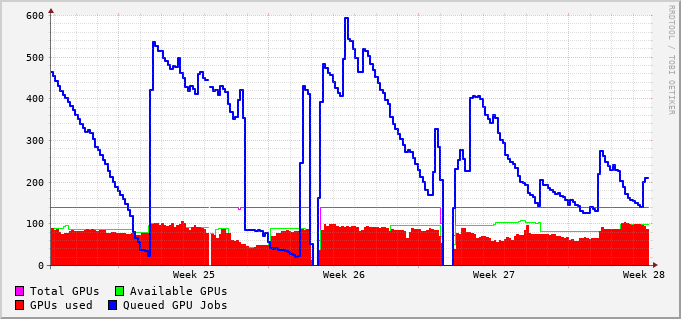 600
500
400
300
200
100
0
Week 25 Week 26 Week 27 Week 28
Total GPUs Available GPUs
GPUs used Queued GPU Jobs
RRDTOOL / TOBI OETIKER